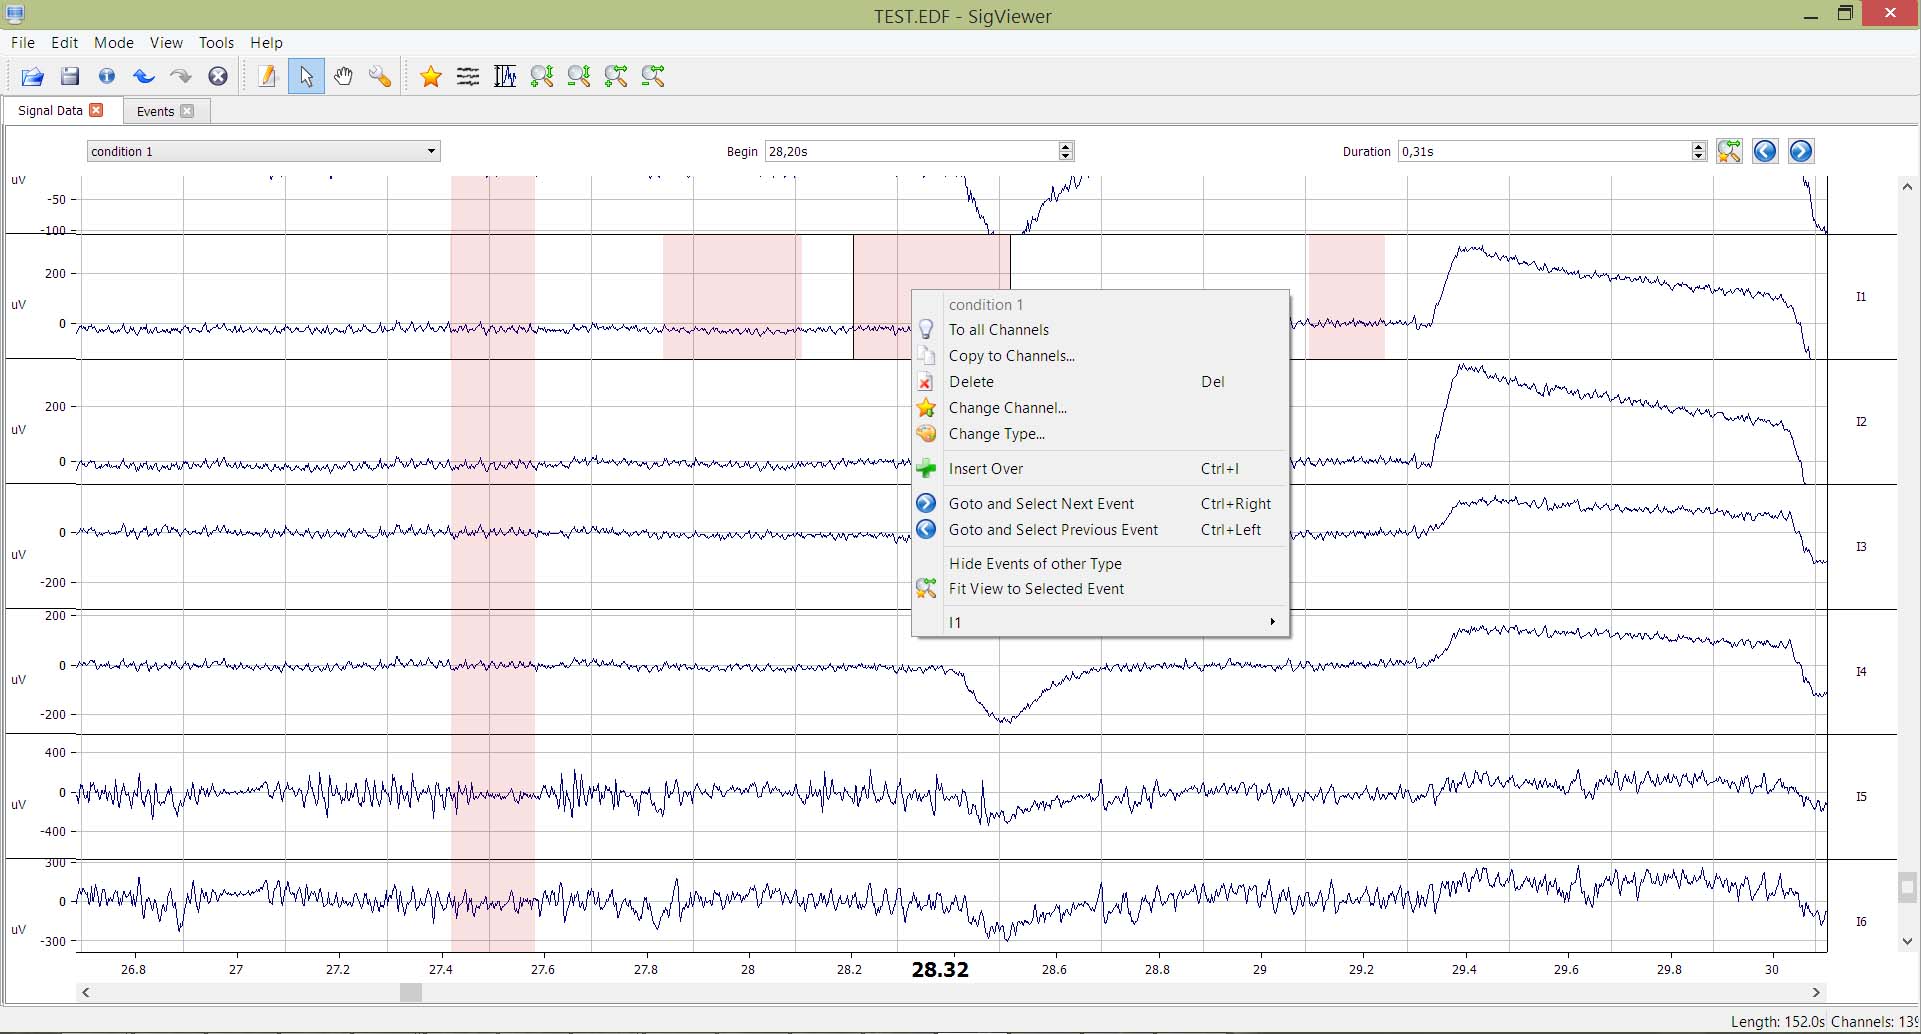 TEST.EDF - SigViewer
File Edit Mode View Tools Help
Signal Data Events
condition 1 Begin 28,20s Duration 0,31s
uV
-50
-100
200
uV I1
0
200
uV I2
0
0
uV I3
-200
200
0
uV I4
-200
400
0
uV I5
-400
300
0
uV I6
-300
condition 1
To all Channels
Copy to Channels...
Delete Del
Change Channel...
Change Type...
Insert Over Ctrl+I
Goto and Select Next Event Ctrl+Right
Goto and Select Previous Event Ctrl+Left
Hide Events of other Type
Fit View to Selected Event
I1
26.8 27 27.2 27.4 27.6 27.8 28 28.2 28.32 28.6 28.8 29 29.2 29.4 29.6 29.8 30
Length: 152.0s Channels: 139